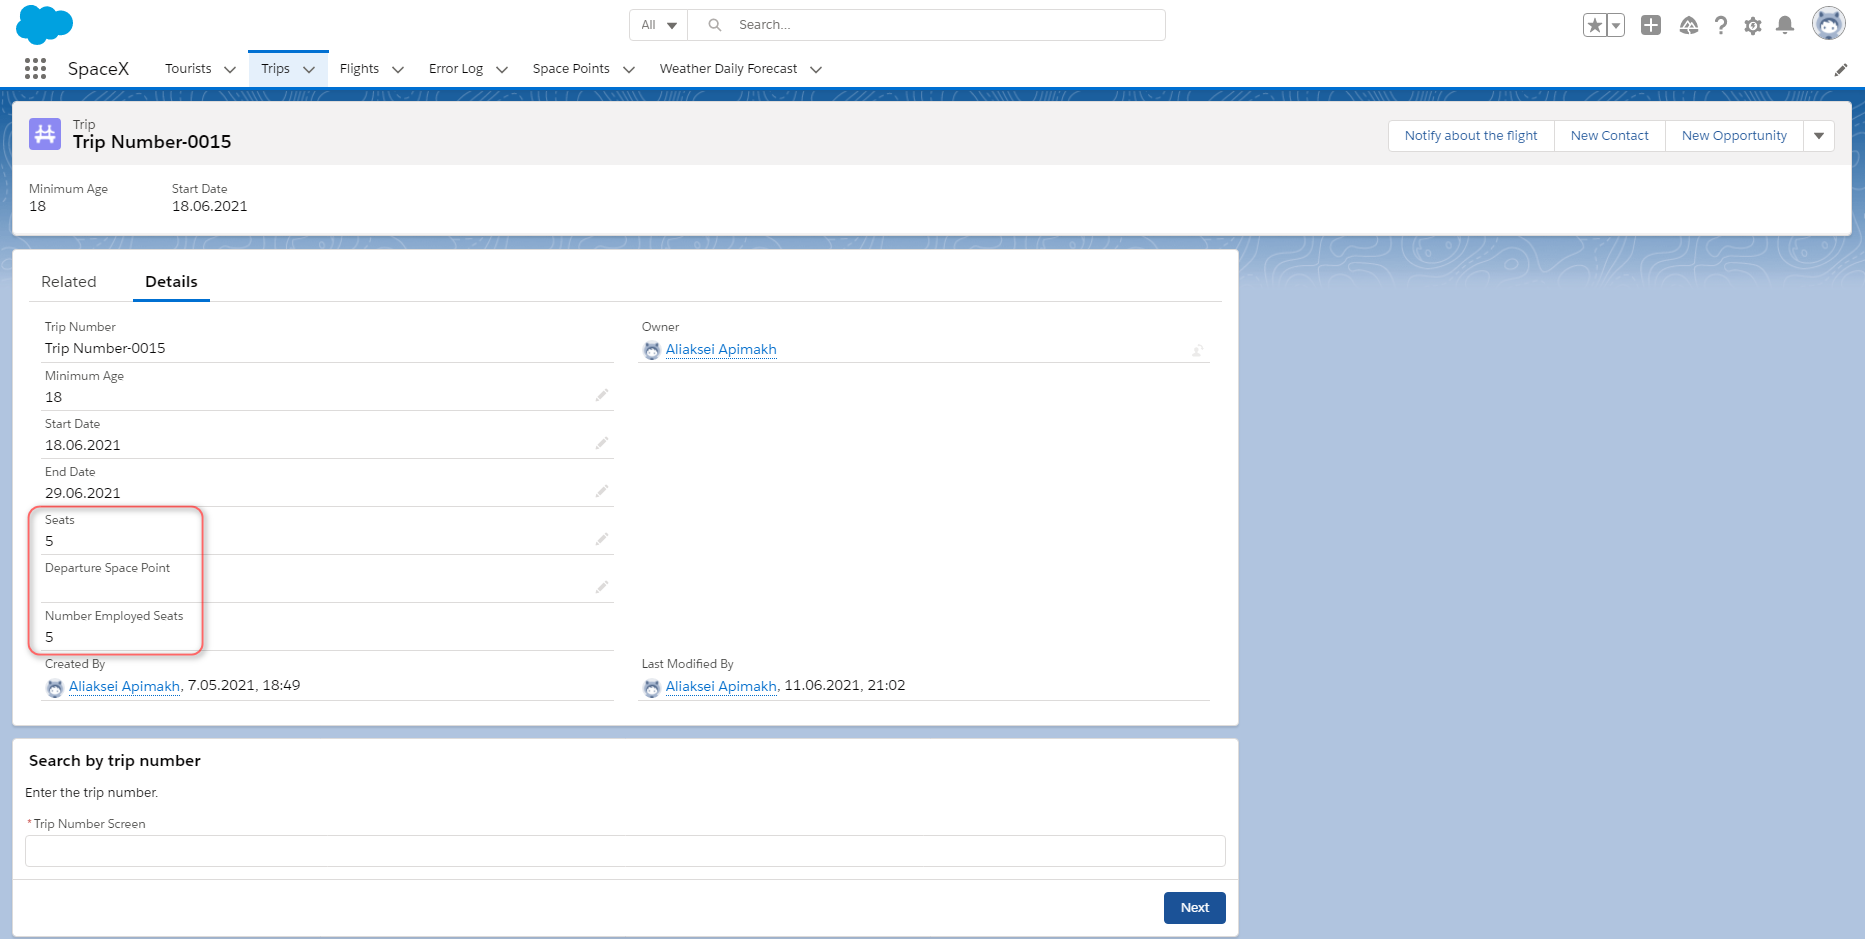 All
Search...
SpaceX
Tourists
Trips
Flights
Error Log
Space Points
Weather Daily Forecast
Trip
Trip Number-0015
Notify about the flight
New Contact
New Opportunity
Minimum Age
18
Start Date
18.06.2021
Related
Details
Trip Number
Trip Number-0015
Owner
Aliaksei Apimakh
Minimum Age
18
Start Date
18.06.2021
End Date
29.06.2021
Seats
5
Departure Space Point
Number Employed Seats
5
Created By
Aliaksei Apimakh, 7.05.2021, 18:49
Last Modified By
Aliaksei Apimakh, 11.06.2021, 21:02
Search by trip number
Enter the trip number.
*Trip Number Screen
Next